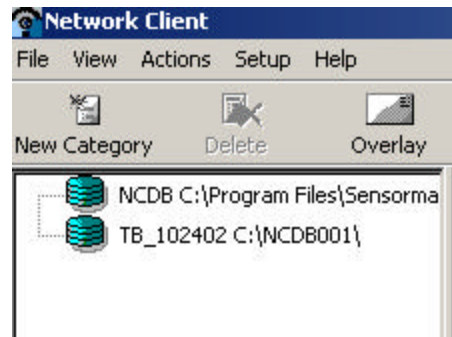 Network Client
File View Actions Setup Help
New Category Delete Overlay
NCDB C:\Program Files\Sensorma
TB_102402 C:\NCDB001\